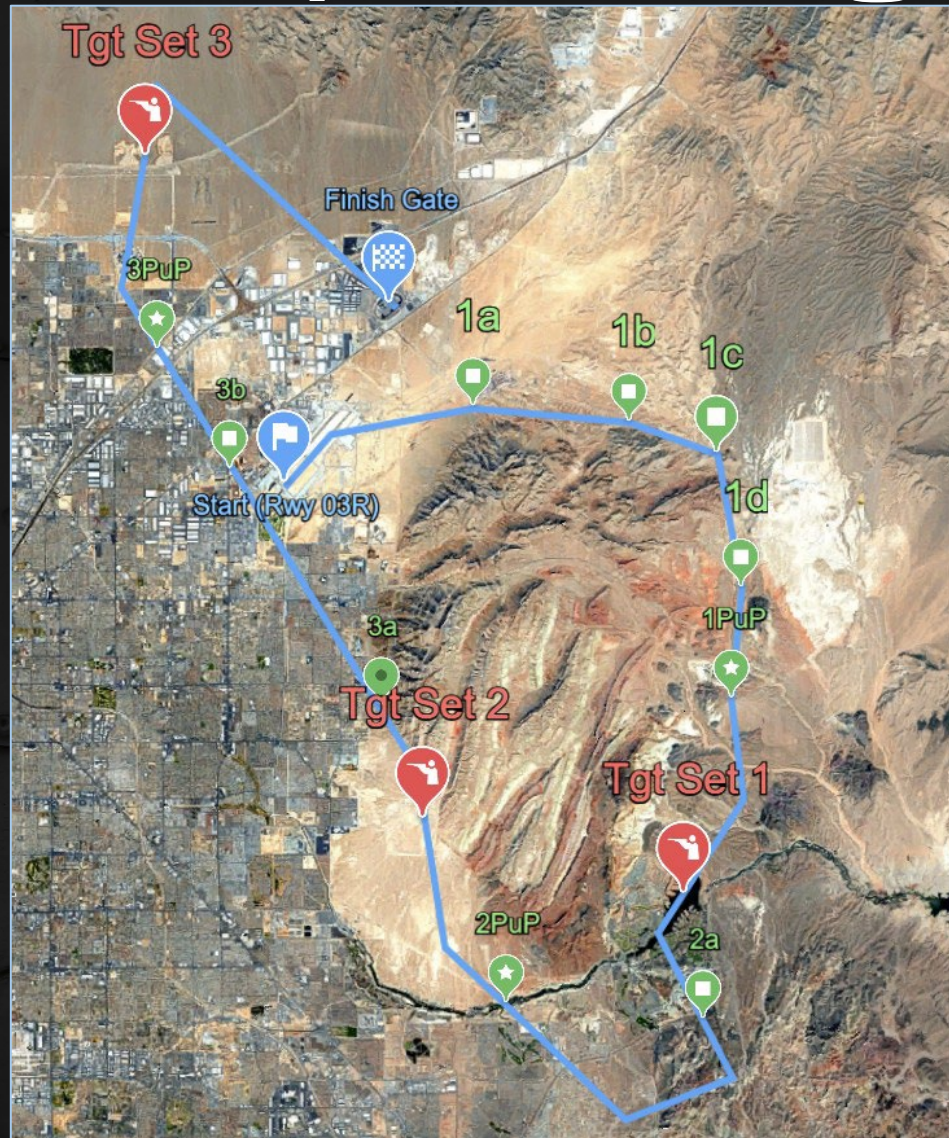 Tgt Set 3
Finish Gate
3PuP
1a
1b
1c
3b
Start (Rwy 03R)
1d
1PuP
3a
Tgt Set 2
Tgt Set 1
2PuP
2a